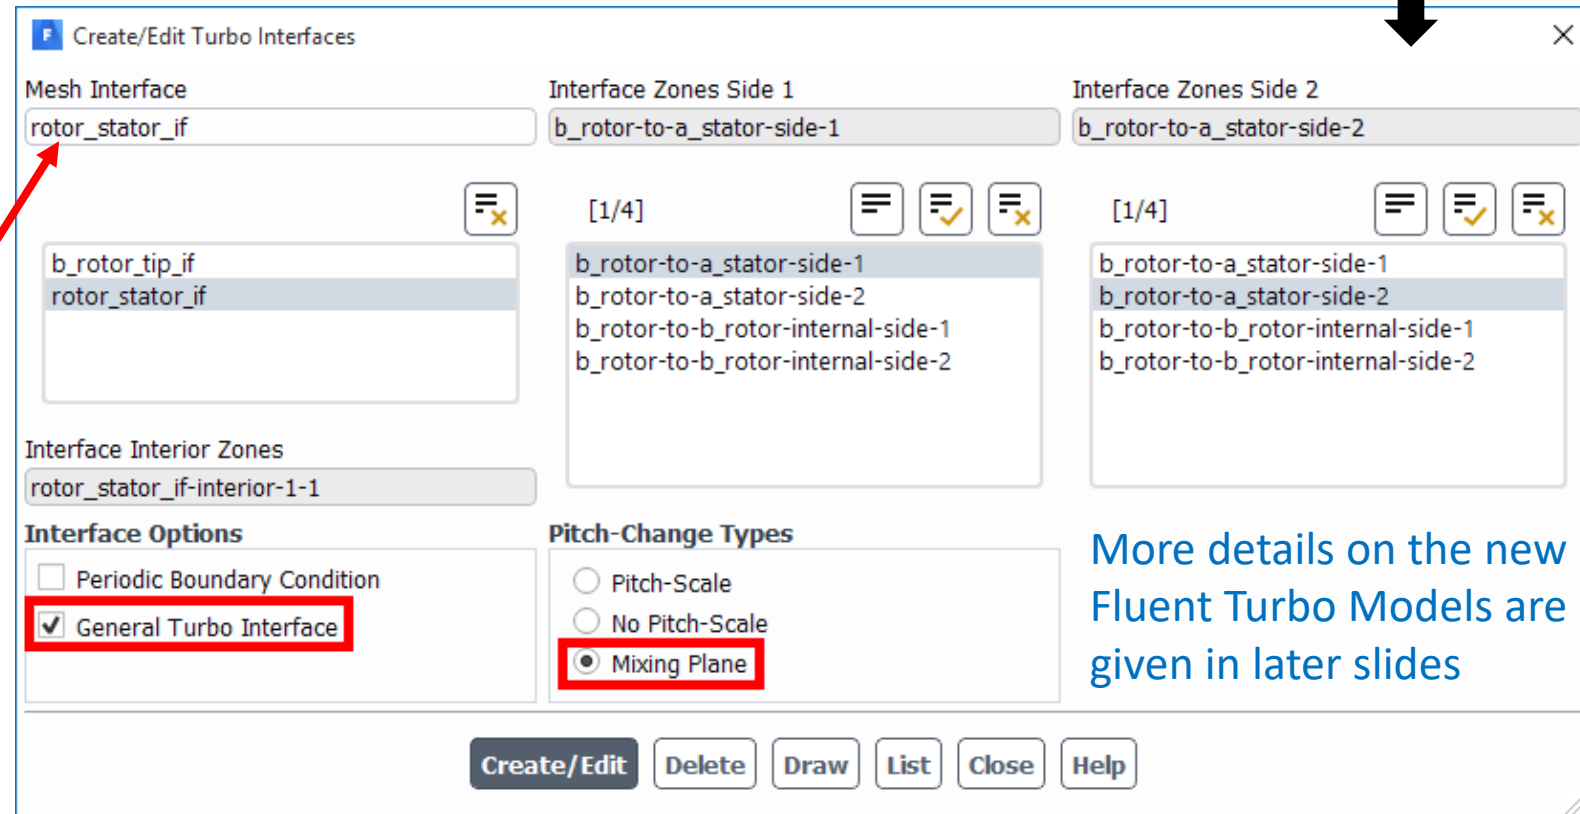 Create/Edit Turbo Interfaces
Mesh Interface
Interface Zones Side 1
Interface Zones Side 2
rotor_stator_if
b_rotor-to-a_stator-side-1
b_rotor-to-a_stator-side-2
[1/4]
[1/4]
b_rotor_tip_if
rotor_stator_if
b_rotor-to-a_stator-side-1
b_rotor-to-a_stator-side-2
b_rotor-to-b_rotor-internal-side-1
b_rotor-to-b_rotor-internal-side-2
b_rotor-to-a_stator-side-1
b_rotor-to-a_stator-side-2
b_rotor-to-b_rotor-internal-side-1
b_rotor-to-b_rotor-internal-side-2
Interface Interior Zones
rotor_stator_if-interior-1-1
Interface Options
Periodic Boundary Condition
General Turbo Interface
Pitch-Change Types
Pitch-Scale
No Pitch-Scale
Mixing Plane
More details on the new
Fluent Turbo Models are
given in later slides
Create/Edit
Delete
Draw
List
Close
Help